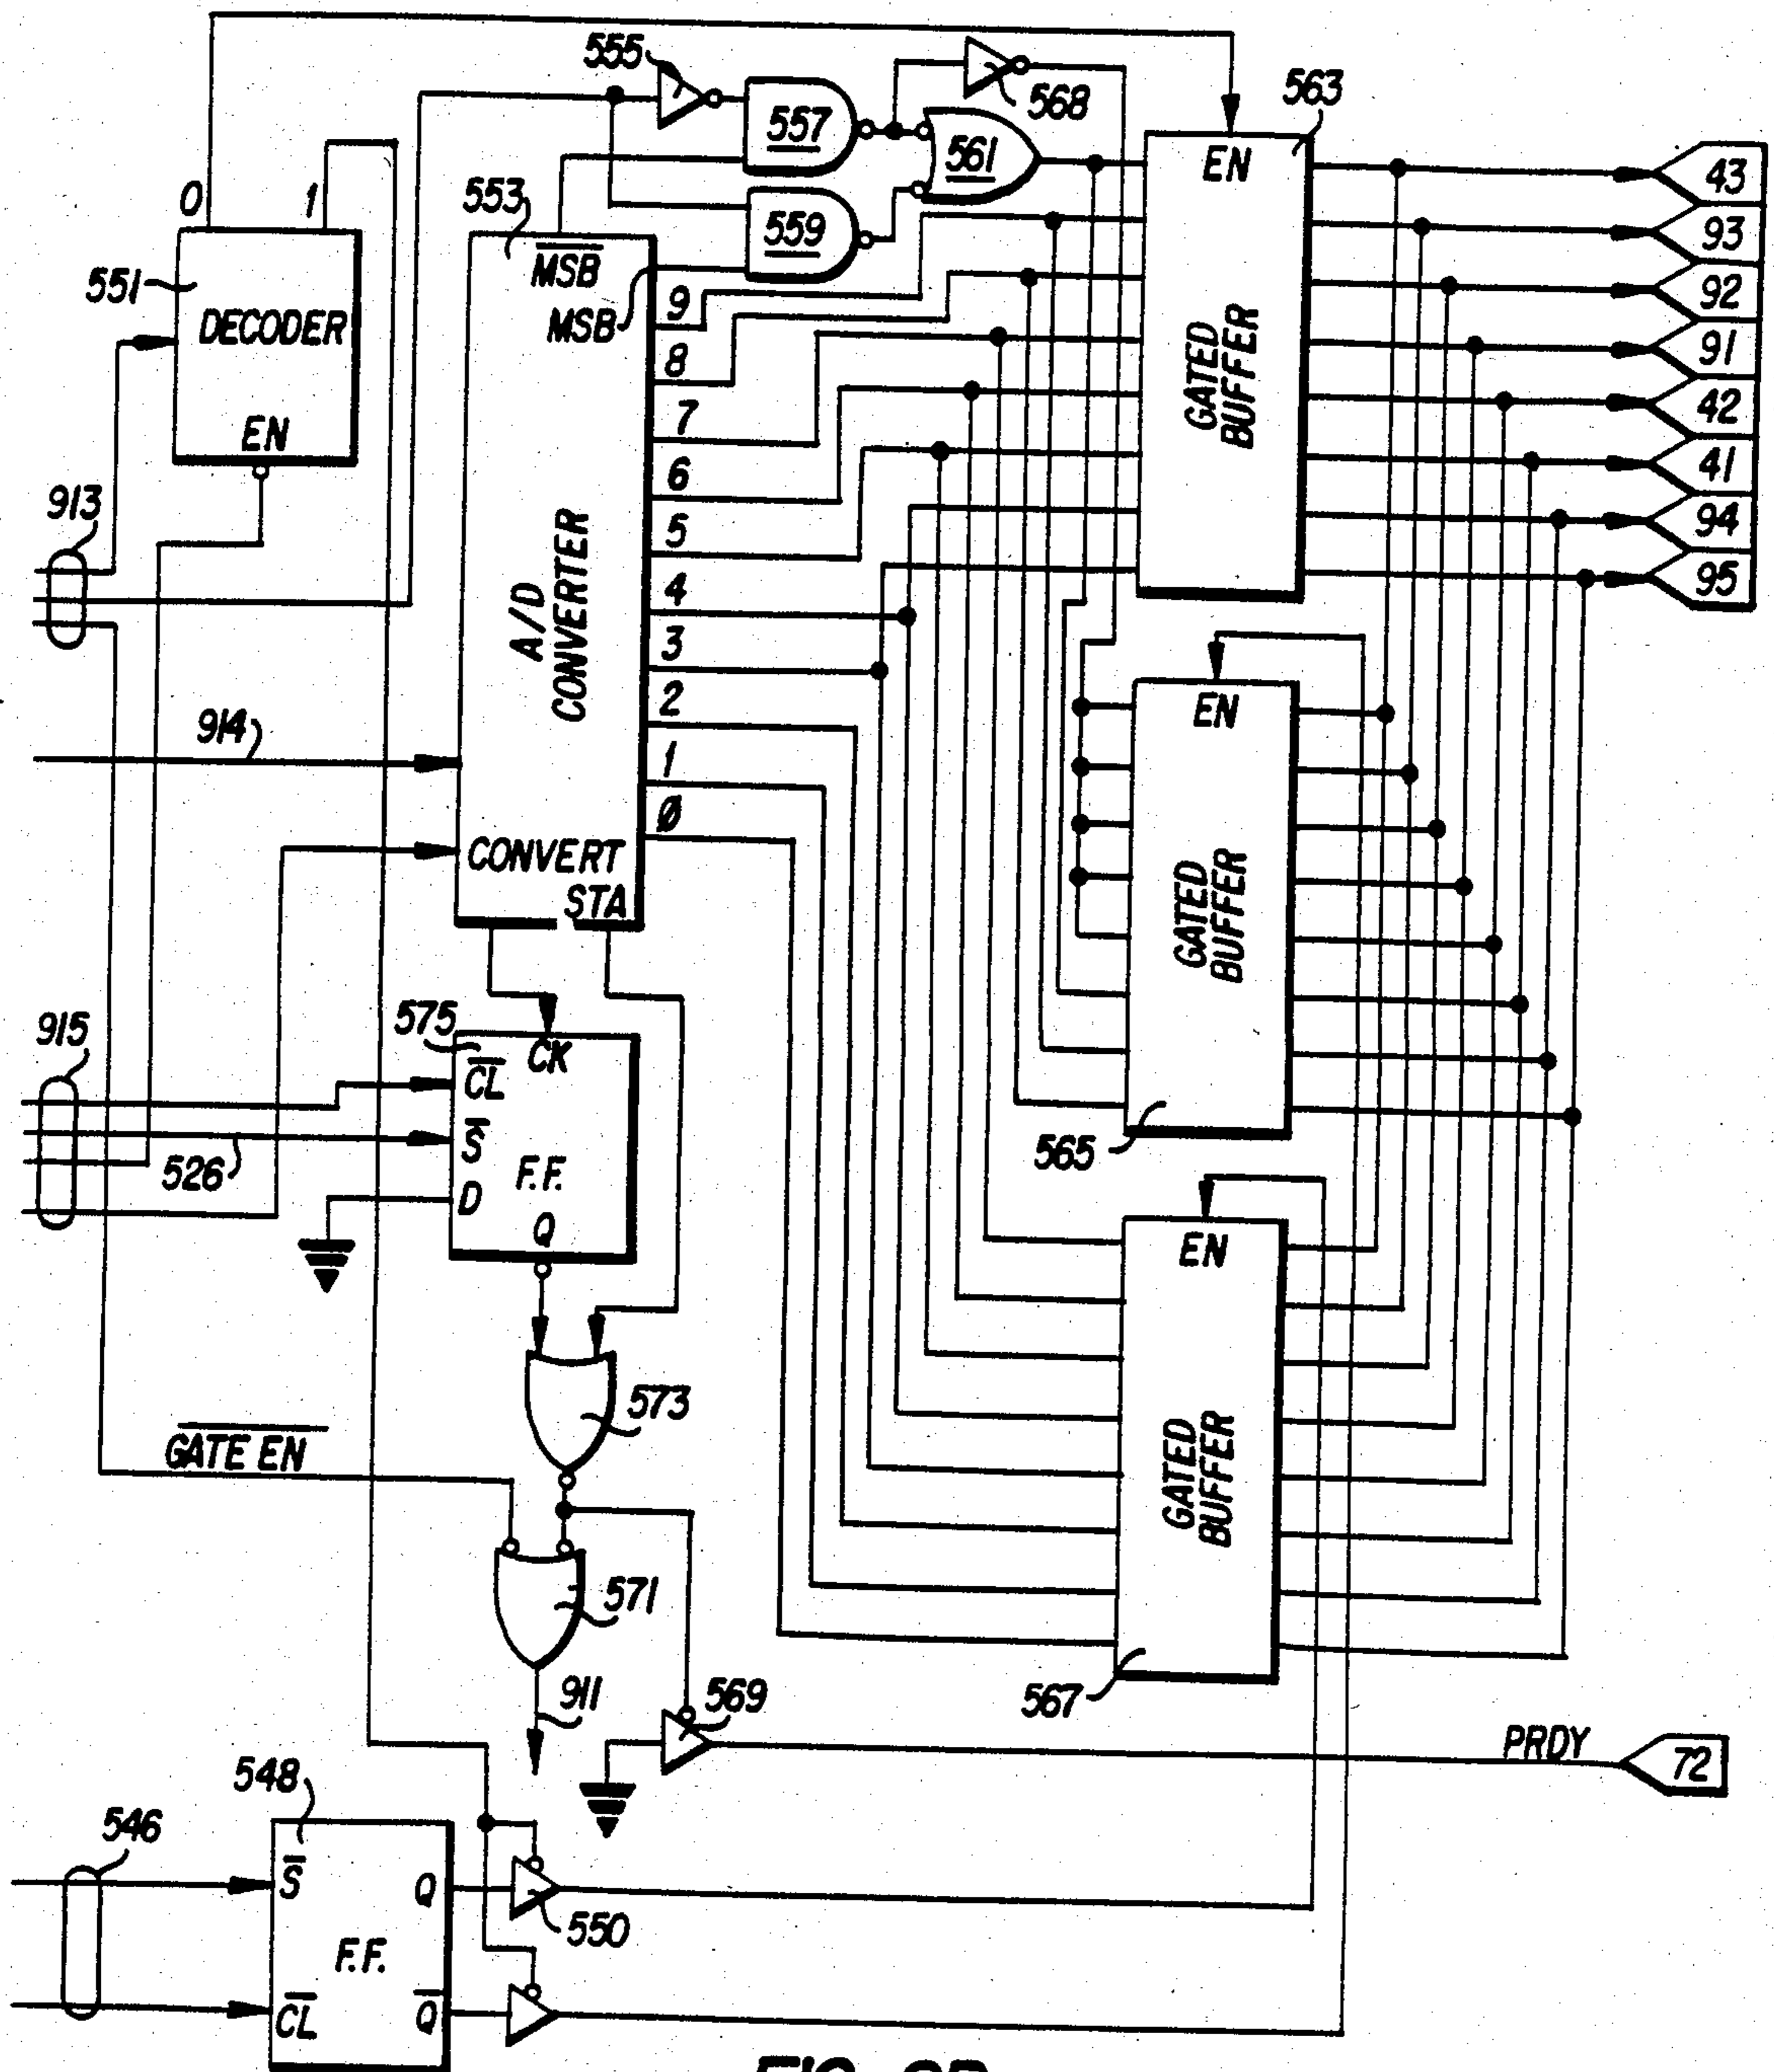 555
568
563
557
561
EN
43
0
1
553
559
93
551
MSB
92
DECODER
MSB
9
GATED
BUFFER
91
8
42
EN
7
41
913
6
94
5
95
A/D
CONVERTER
4
3
EN
2
914
1
Ø
CONVERT
STA
GATED
BUFFER
915
575
CK
CL
S
526
F.F.
565
D
Q
EN
573
GATE EN
GATED
BUFFER
571
911
569
567
PRDY
72
548
546
S
Q
550
F.F.
CL
Q